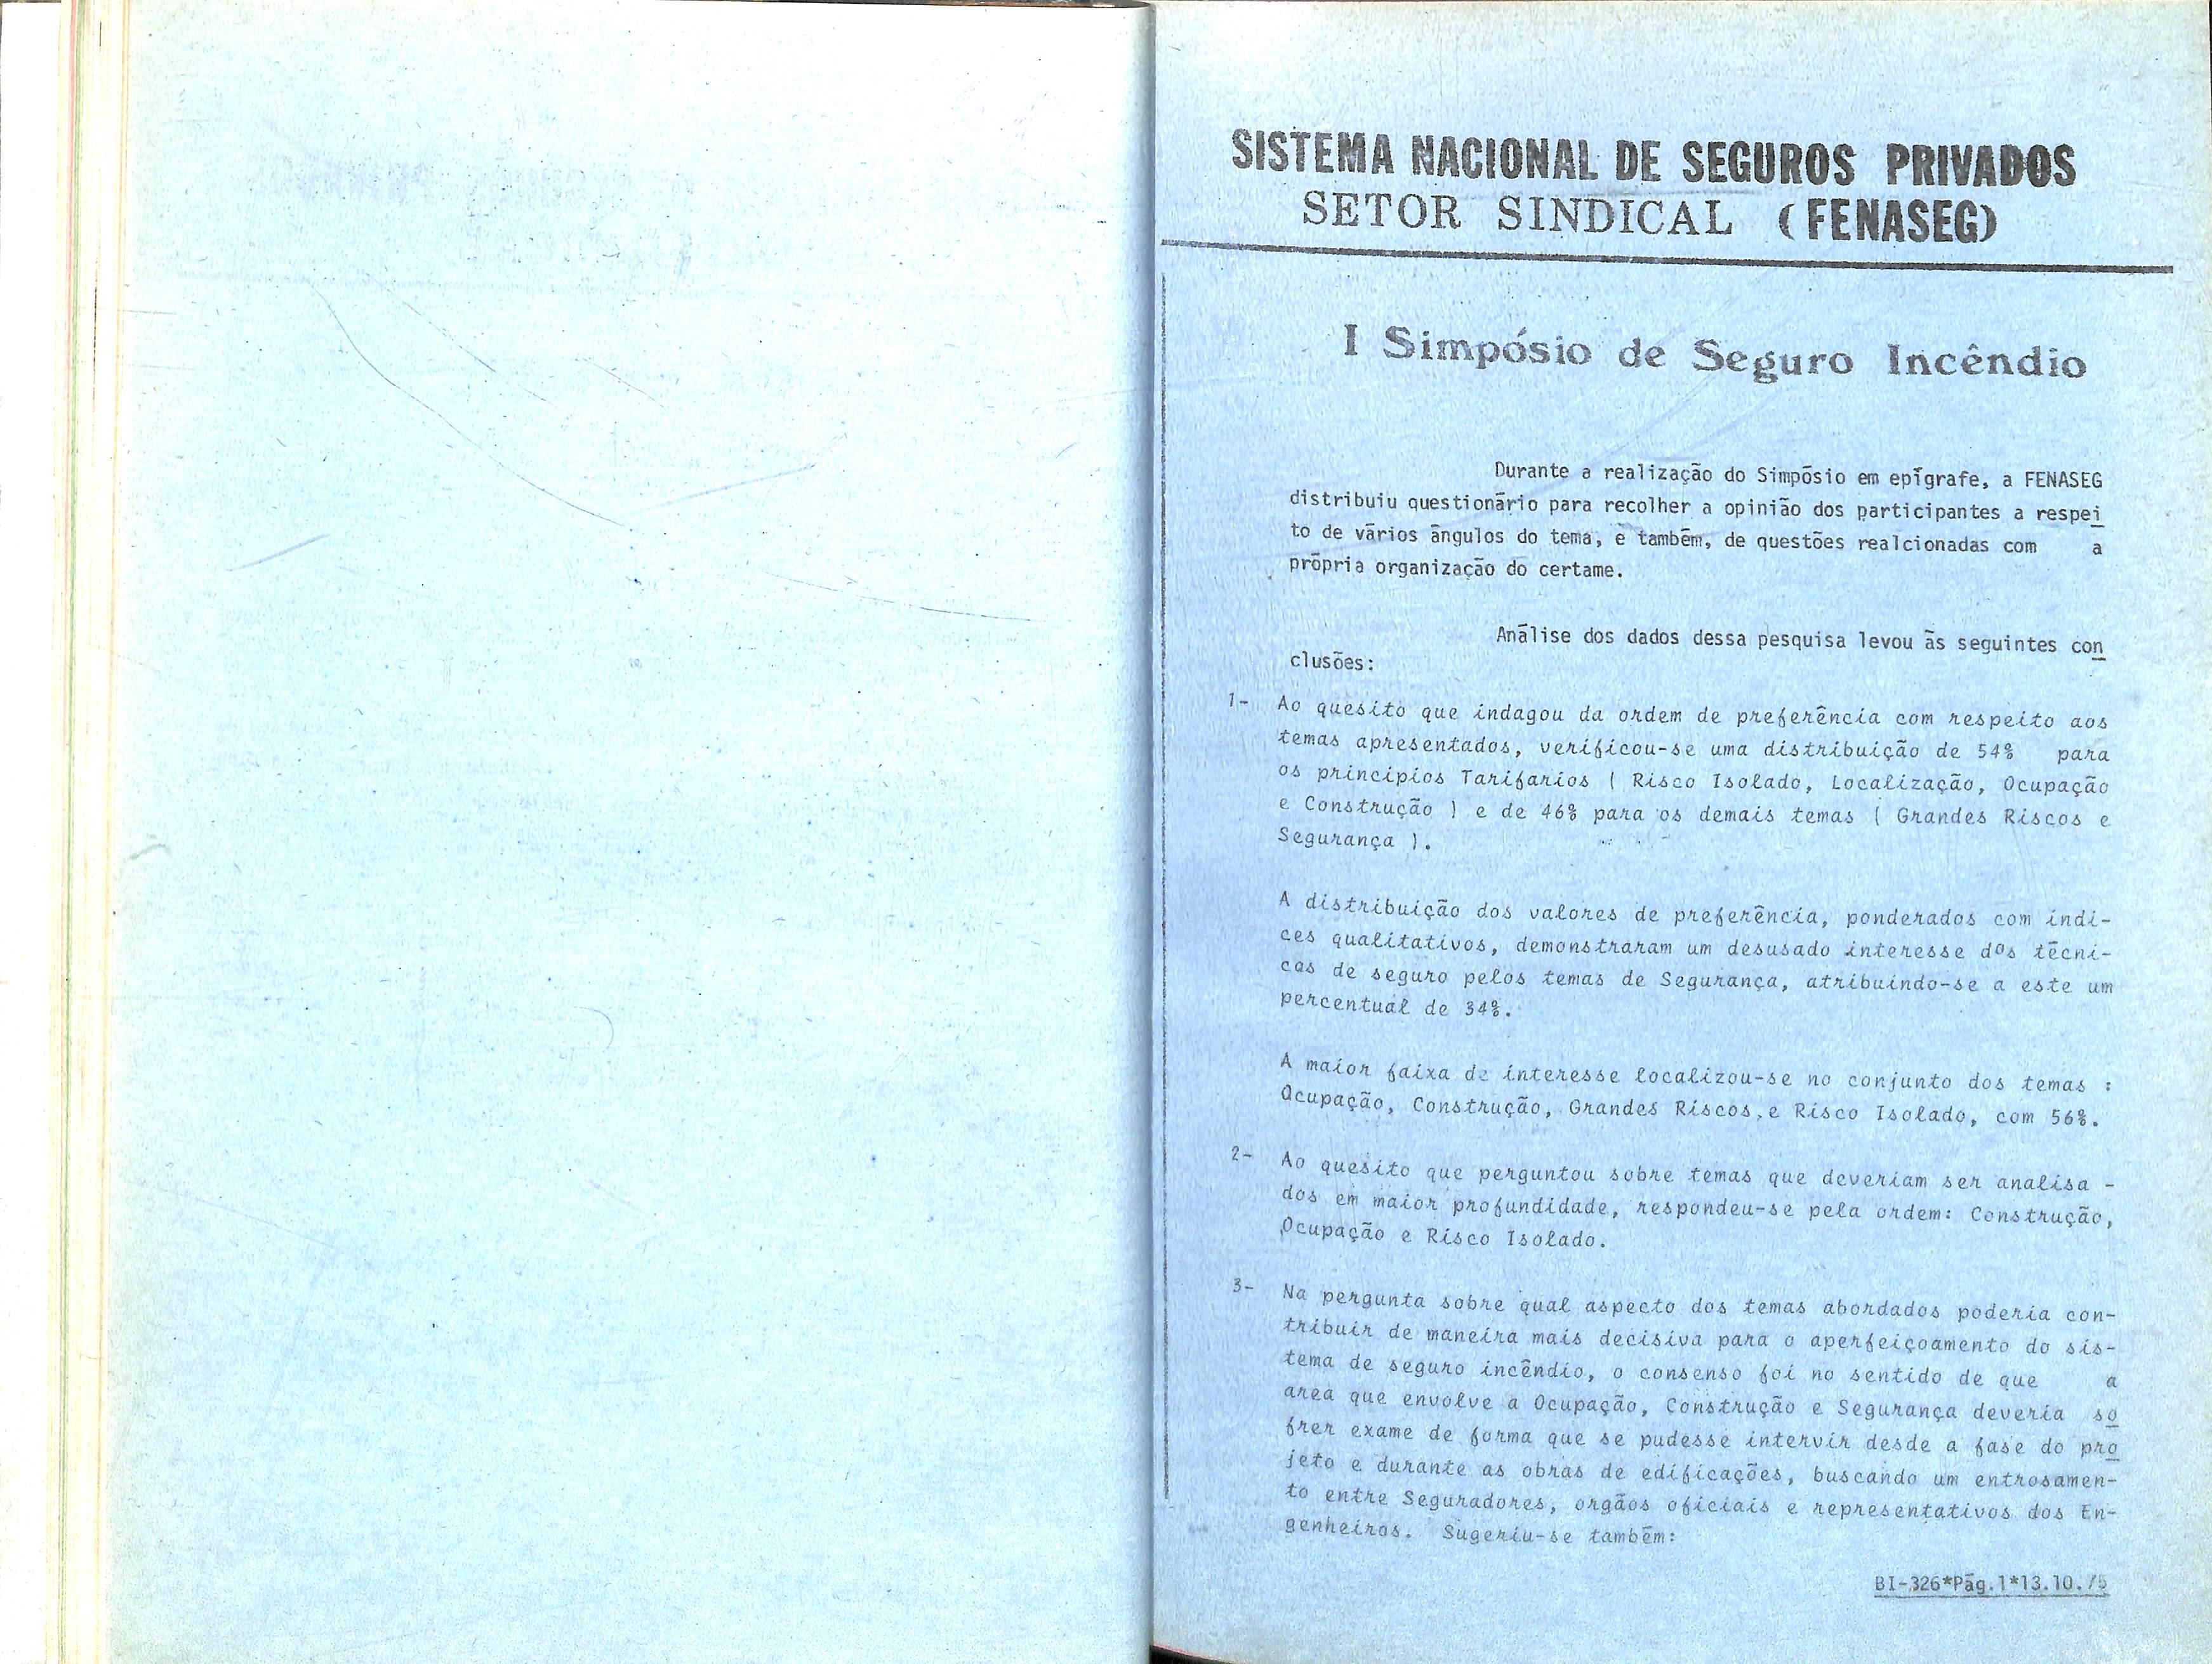 SISTEMA NACIONAL DE SEGUROS PRIVADOS
SETOR SINDICAL (FENASEG)
I Simpósio de Seguro Incêndio
Durante a realização do Simpósio em epígrafe, a FENASEG
distribuiu questionário para recolher a opinião dos participantes a respei
to de vários ângulos do tema, e também, de questões realcionadas com a
própria organização do certame.
Análise dos dados dessa pesquisa levou às seguintes con
clusões:
1- Ao quesito que indagou da ordem de preferência com respeito aos
temas apresentados, verificou-se uma distribuição de 54% para
os princípios Tarifarios ( Risco Isolado, Localização, Ocupação
e Construção ) e de 46% para os demais temas ( Grandes Riscos e
Segurança ).
A distribuição dos valores de preferência, ponderados com indi-
ces qualitativos, demonstraram um desusado interesse dos técni-
cos de seguro pelos temas de Segurança, atribuindo-se a este um
percentual de 34%.
A maior faixa de interesse localizou-se no conjunto dos temas :
Ocupação, Construção, Grandes Riscos e Risco Isolado, com 56%.
2- Ao quesito que perguntou sobre temas que deveriam ser analisa -
dos em maior profundidade, respondeu-se pela ordem: Construção,
Ocupação e Risco Isolado.
3- Na pergunta sobre qual aspecto dos temas abordados poderia con-
tribuir de maneira mais decisiva para o aperfeiçoamento do sis-
tema de seguro incêndio, o consenso foi no sentido de que a
area que envolve a Ocupação, Construção e Segurança deveria so
frer exame de forma que se pudesse intervir desde a fase do pro
jeto e durante as obras de edificações, buscando um entrosamen-
to entre Seguradores, orgãos oficiais e representativos dos En-
genheiros. Sugeriu-se também:
BI-326*Pág.1*13.10.75